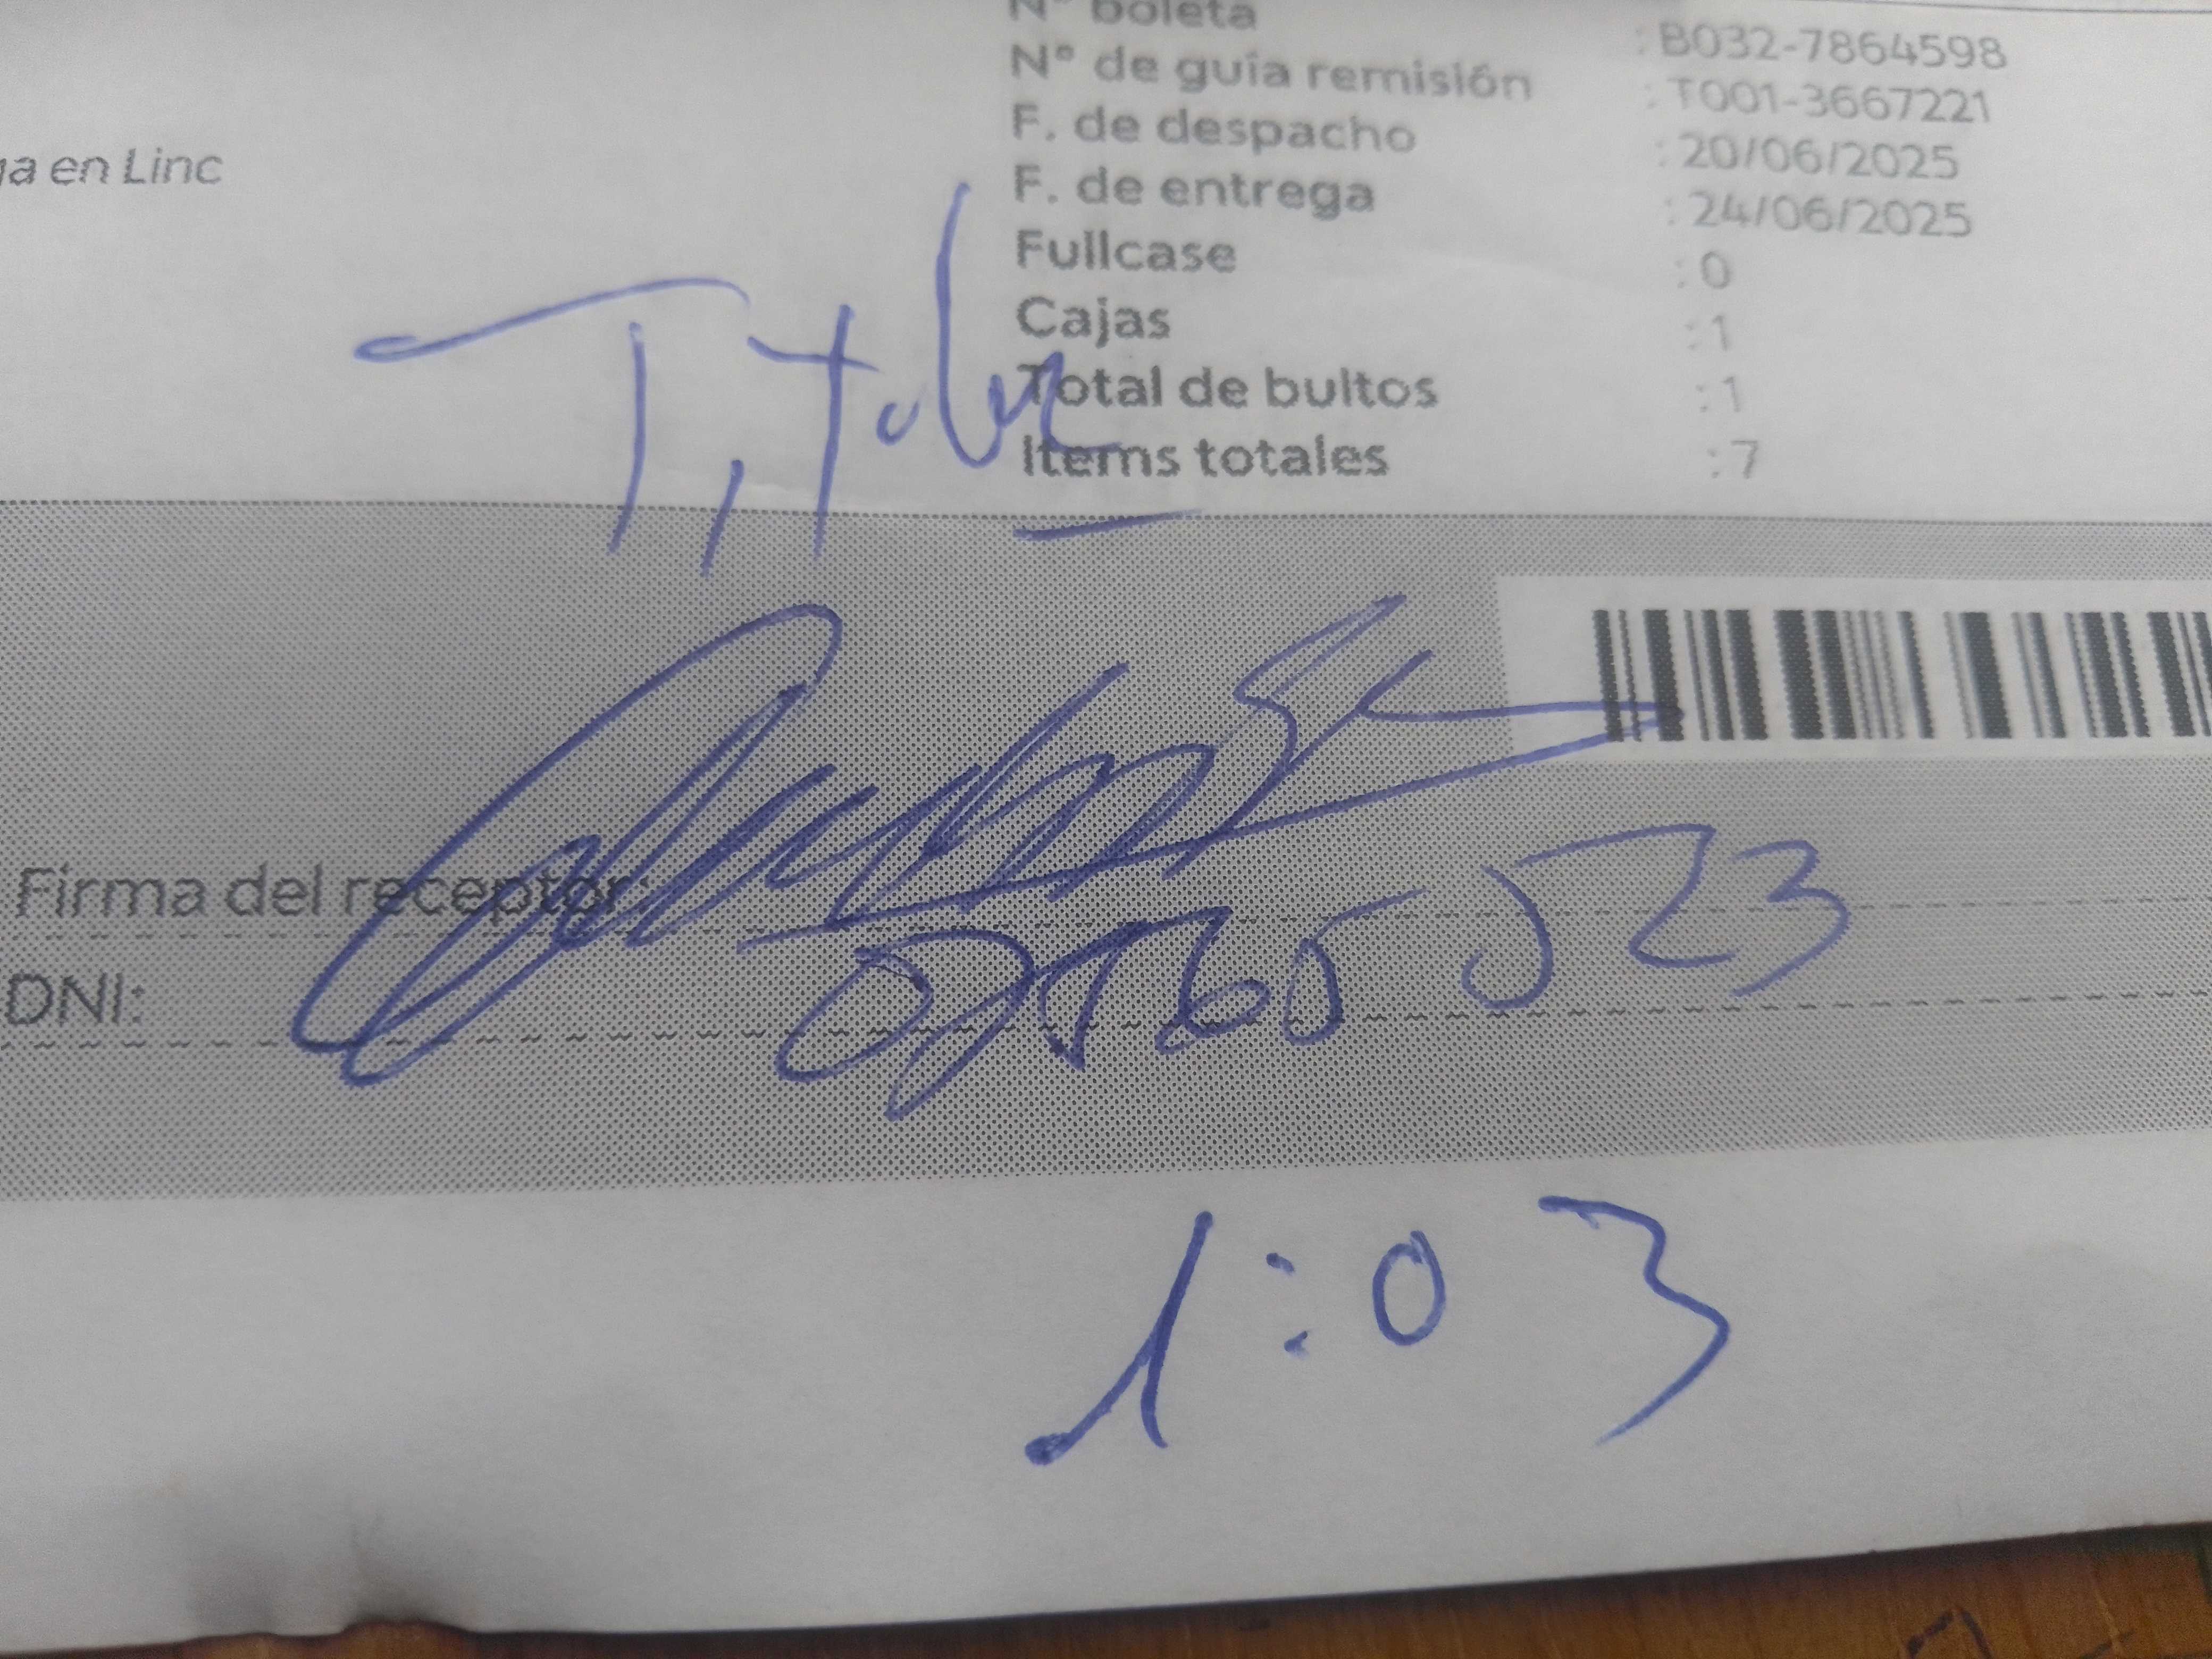 N° boleta : B032-7864598
N° de guía remisión : T001-3667221
F. de despacho : 20/06/2025
F. de entrega : 24/06/2025
ga en Linc
Fullcase : 0
Cajas : 1
Total de bultos : 1
Items totales : 7
Titular
Firma del receptor:
DNI: 07565523
1:03